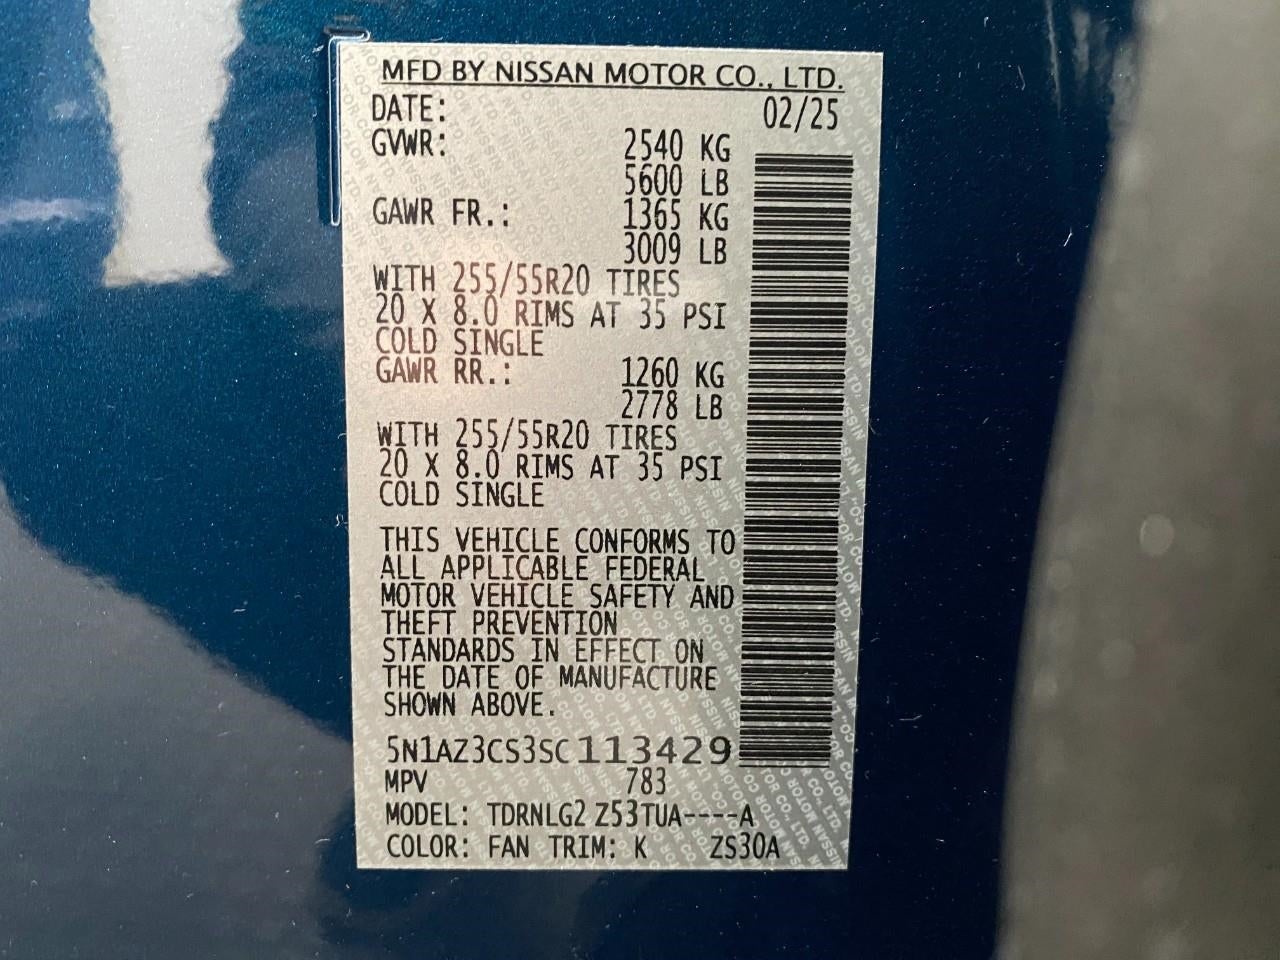 MFD BY NISSAN MOTOR CO., LTD.
DATE: 02/25
GVWR: 2540 KG
5600 LB
GAWR FR.: 1365 KG
3009 LB
WITH 255/55R20 TIRES
20 X 8.0 RIMS AT 35 PSI
COLD SINGLE
GAWR RR.: 1260 KG
2778 LB
WITH 255/55R20 TIRES
20 X 8.0 RIMS AT 35 PSI
COLD SINGLE
THIS VEHICLE CONFORMS TO
ALL APPLICABLE FEDERAL
MOTOR VEHICLE SAFETY AND
THEFT PREVENTION
STANDARDS IN EFFECT ON
THE DATE OF MANUFACTURE
SHOWN ABOVE.
5N1AZ3CS3SC113429
MPV 783
MODEL: TDRNLG2 Z53TUA----A
COLOR: FAN TRIM: K ZS30A